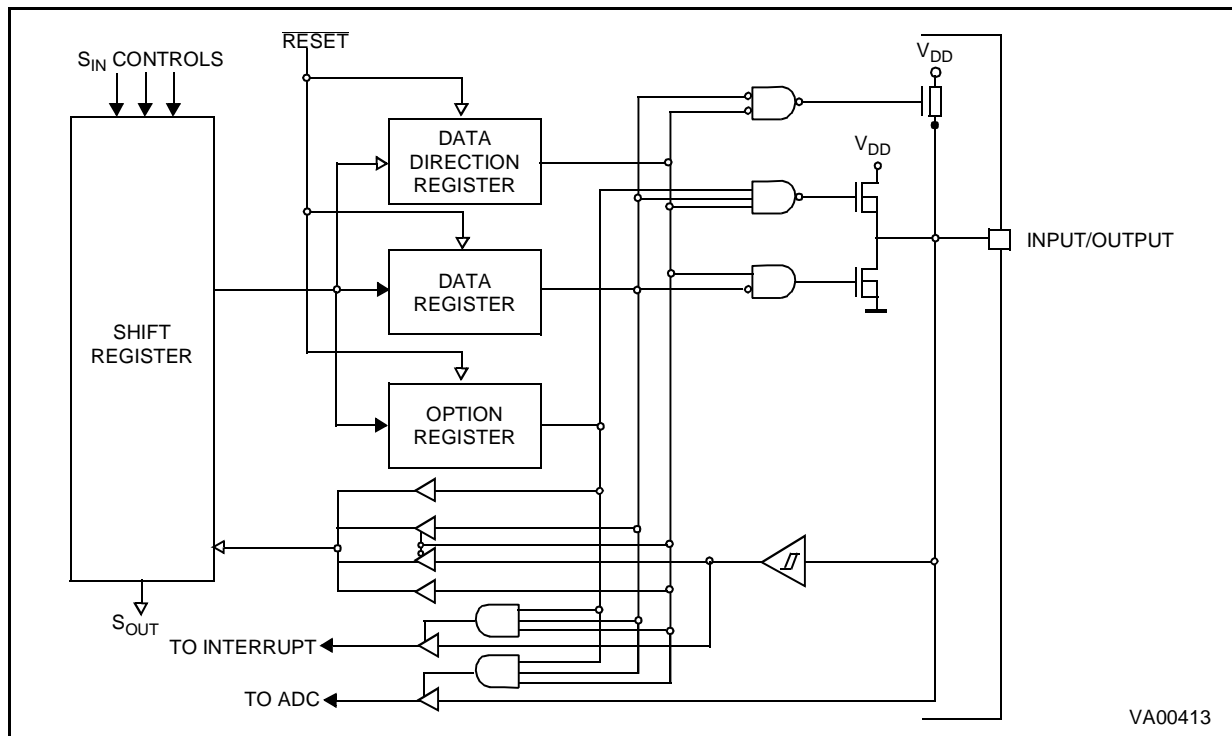 S_IN CONTROLS
RESET
V_DD
DATA
DIRECTION
REGISTER
V_DD
INPUT/OUTPUT
DATA
REGISTER
SHIFT
REGISTER
OPTION
REGISTER
S_OUT
TO INTERRUPT
TO ADC
VA00413